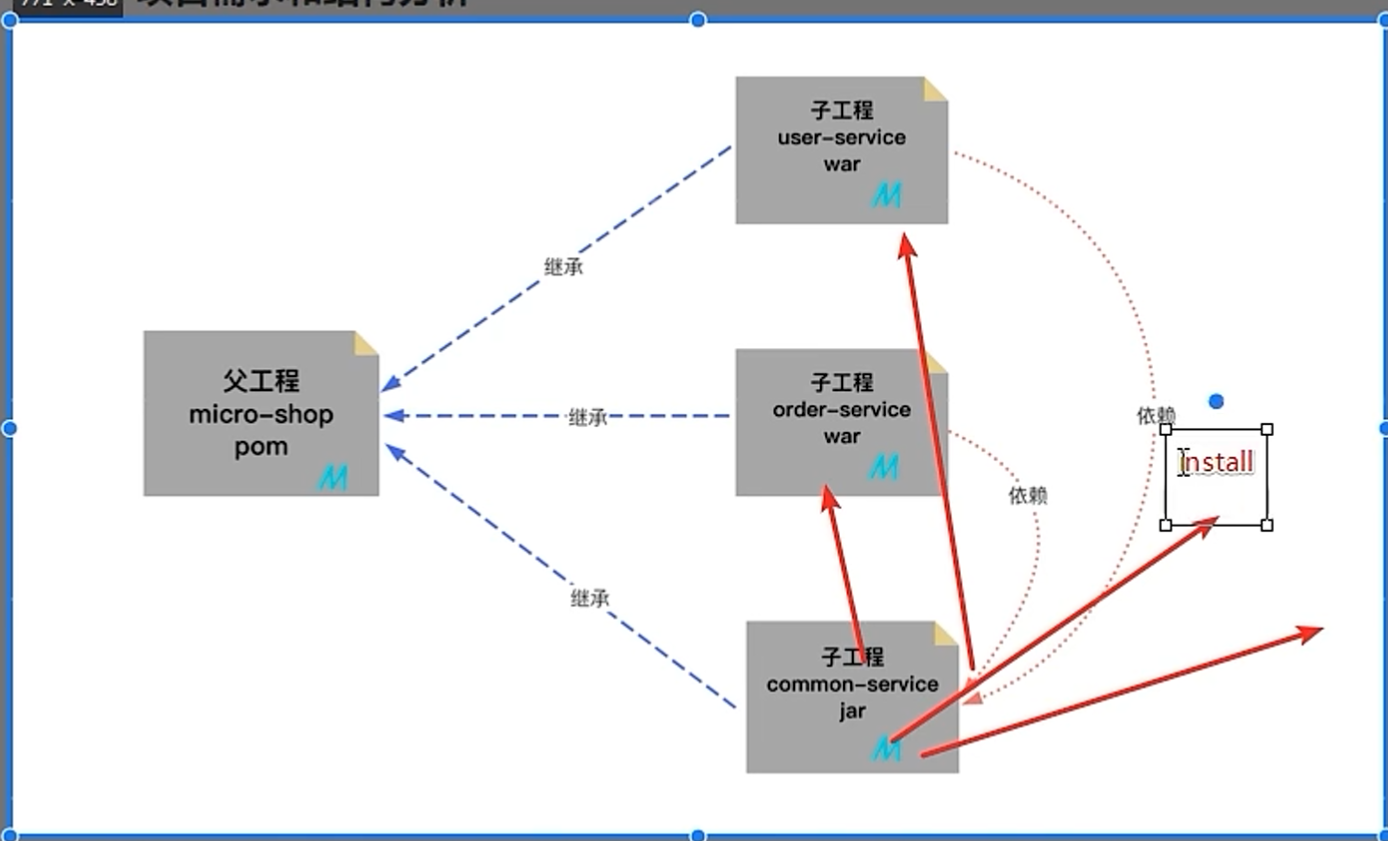 子工程
user-service
war
继承
父工程
micro-shop
pom
继承
子工程
order-service
war
依赖
install
依赖
继承
子工程
common-service
jar